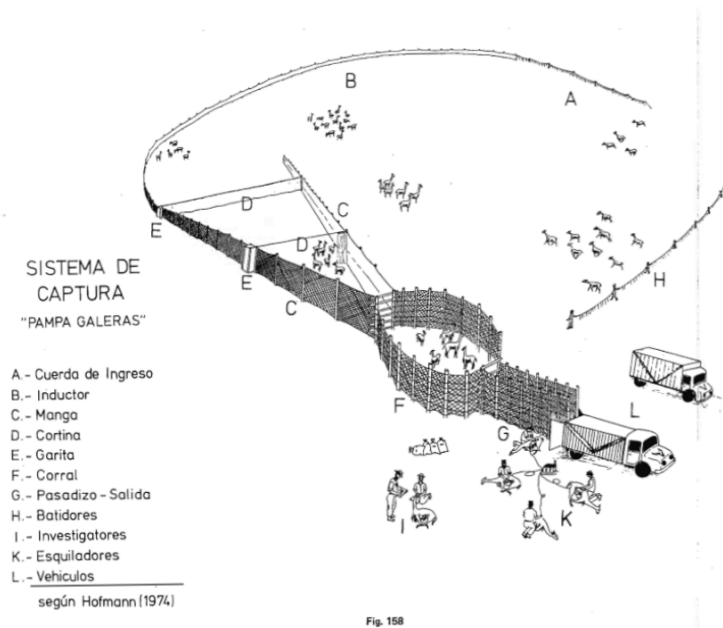 B
A
D
C
E
D
E
C
H
SISTEMA DE
CAPTURA
"PAMPA GALERAS"
A.- Cuerda de Ingreso
B.- Inductor
C.- Manga
D.- Cortina
E.- Garita
F.- Corral
G.- Pasadizo - Salida
H.- Batidores
I.- Investigatores
K.- Esquiladores
L.- Vehiculos
según Hofmann (1974)
F
G
L
I
K
Fig. 158